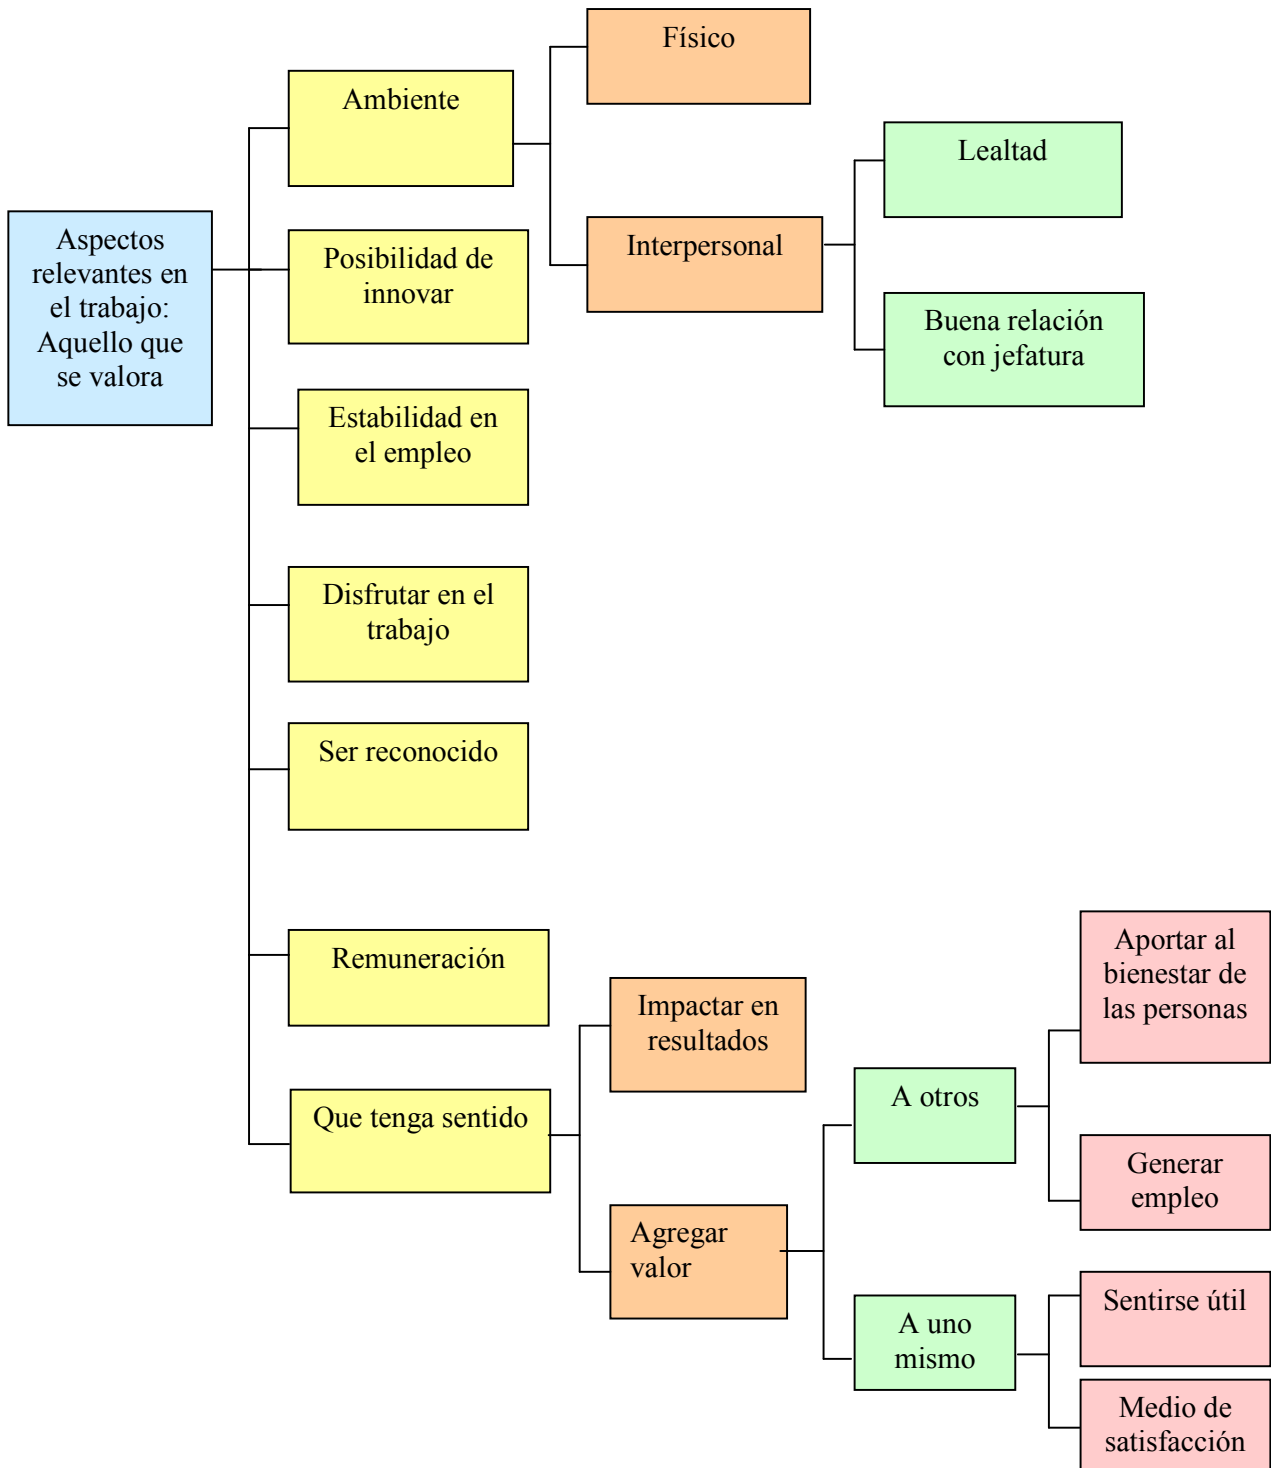 Aspectos
relevantes en
el trabajo:
Aquello que
se valora
Ambiente
Físico
Interpersonal
Lealtad
Buena relación
con jefatura
Posibilidad de
innovar
Estabilidad en
el empleo
Disfrutar en el
trabajo
Ser reconocido
Remuneración
Que tenga sentido
Impactar en
resultados
Agregar
valor
A otros
Aportar al
bienestar de
las personas
Generar
empleo
A uno
mismo
Sentirse útil
Medio de
satisfacción